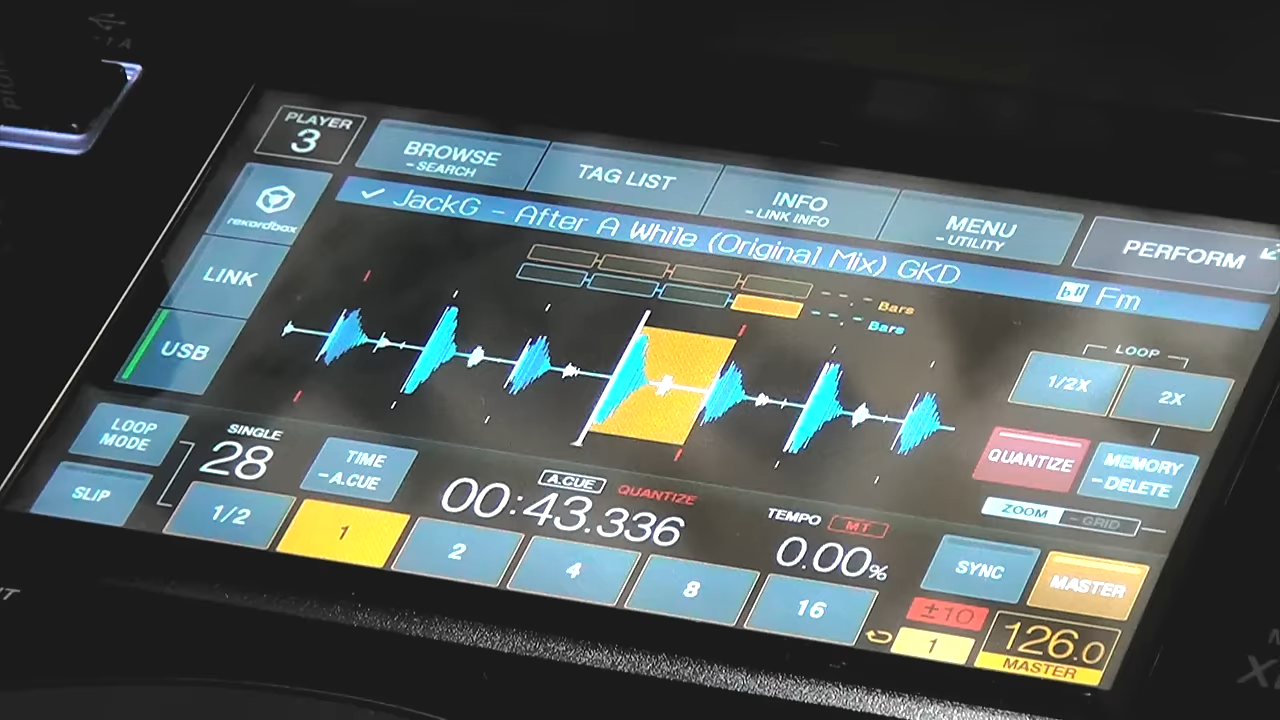 1A
PLAYER
3
BROWSE
- SEARCH
TAG LIST
INFO
- LINK INFO
MENU
- UTILITY
PERFORM
rekordbox
LINK
USB
JackG - After A While (Original Mix) GKD
Fm
- - . - Bars
- - . - Bars
LOOP
1/2X
2X
QUANTIZE
MEMORY
- DELETE
ZOOM
- GRID
LOOP
MODE
SLIP
SINGLE
28
TIME
- A.CUE
A.CUE
QUANTIZE
00:43.336
TEMPO
MT
0.00%
1/2
1
2
4
8
16
SYNC
MASTER
±10
1
126.0
MASTER